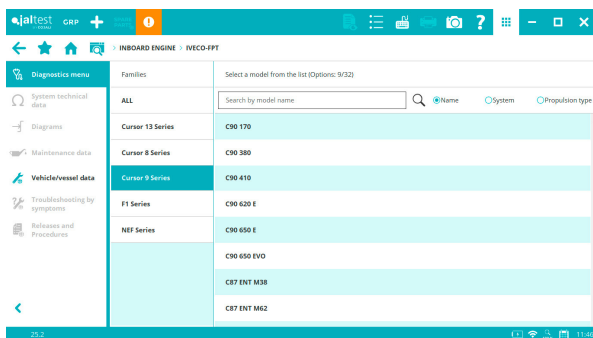 jaltest GRP
INBOARD ENGINE IVECO-FPT
Diagnostics menu
System technical
data
Diagrams
Maintenance data
Vehicle/vessel data
Troubleshooting by
symptoms
Releases and
Procedures
Families
ALL
Cursor 13 Series
Cursor 8 Series
Cursor 9 Series
F1 Series
NEF Series
Select a model from the list (Options: 9/32)
Search by model name
Name System Propulsion type
C90 170
C90 380
C90 410
C90 620 E
C90 650 E
C90 650 EVO
C87 ENT M38
C87 ENT M62
25.2 11:46